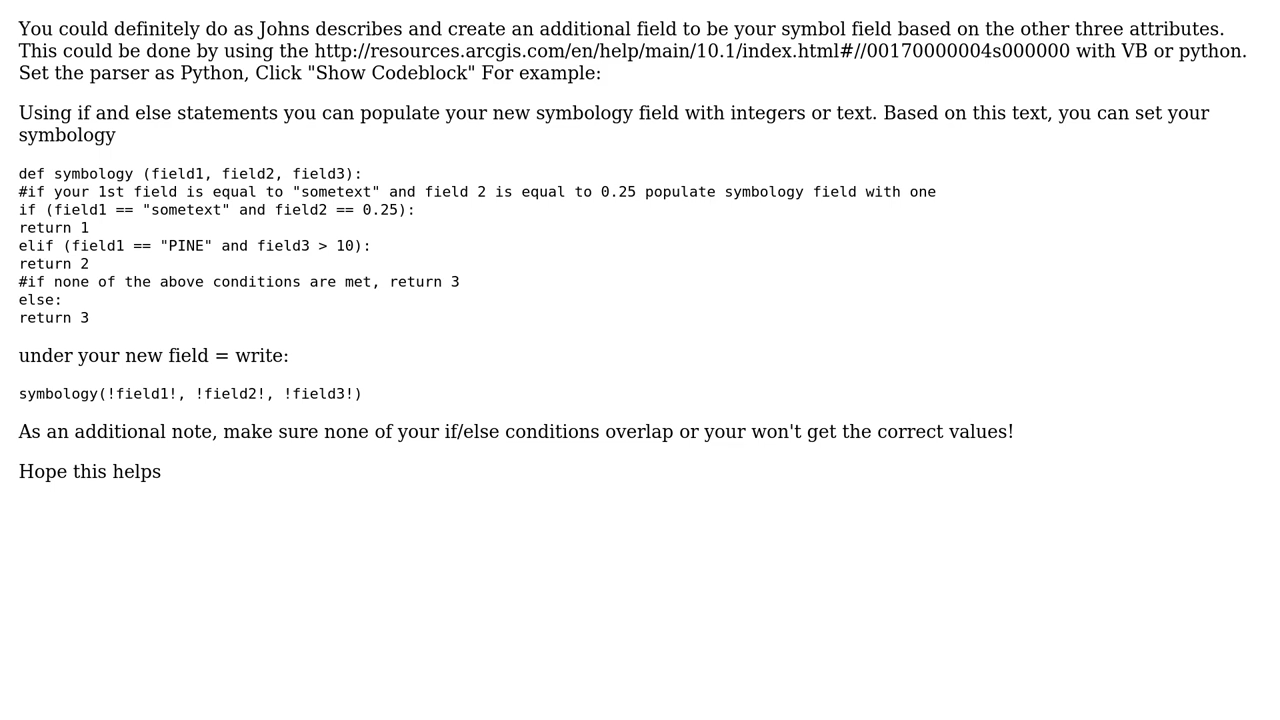 You could definitely do as Johns describes and create an additional field to be your symbol field based on the other three attributes.
This could be done by using the http://resources.arcgis.com/en/help/main/10.1/index.html#//00170000004s000000 with VB or python.
Set the parser as Python, Click "Show Codeblock" For example:
Using if and else statements you can populate your new symbology field with integers or text. Based on this text, you can set your
symbology
def symbology (field1, field2, field3):
#if your 1st field is equal to "sometext" and field 2 is equal to 0.25 populate symbology field with one
if (field1 == "sometext" and field2 == 0.25):
return 1
elif (field1 == "PINE" and field3 > 10):
return 2
#if none of the above conditions are met, return 3
else:
return 3
under your new field = write:
symbology(!field1!, !field2!, !field3!)
As an additional note, make sure none of your if/else conditions overlap or your won't get the correct values!
Hope this helps